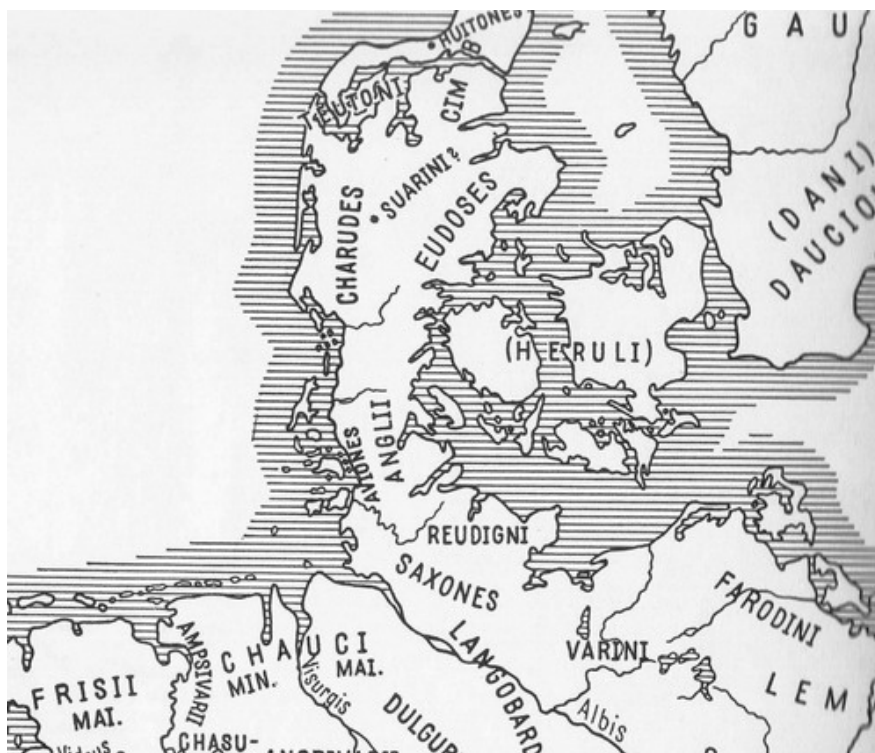 HUITONES
GAU
TEUTONI
CIM
B
SUARINI?
(DANI)
DAUCIO
CHARUDES
EUDOSES
(HERULI)
ANGLII
AVIONES
REUDIGNI
SAXONES
FARODINI
AMPSIVARII
CHAUCI
MIN.
MAI.
LANGOBARD
VARINI
FRISII
MAI.
Visurgis
LEM
DULGUB
Albis
CHASU-
Vidrus